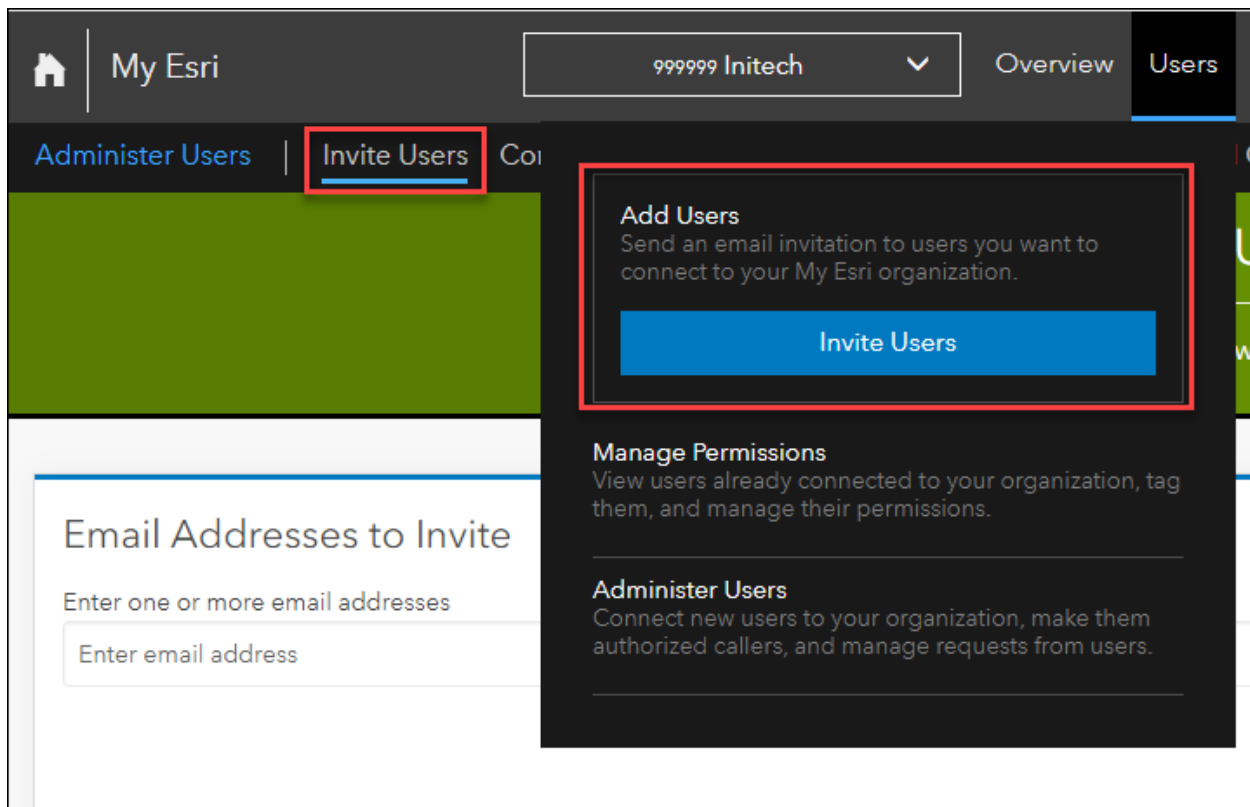 My Esri
999999 Initech
Overview
Users
Administer Users
Invite Users
Add Users
Send an email invitation to users you want to
connect to your My Esri organization.
Invite Users
Manage Permissions
View users already connected to your organization, tag
them, and manage their permissions.
Administer Users
Connect new users to your organization, make them
authorized callers, and manage requests from users.
Email Addresses to Invite
Enter one or more email addresses
Enter email address